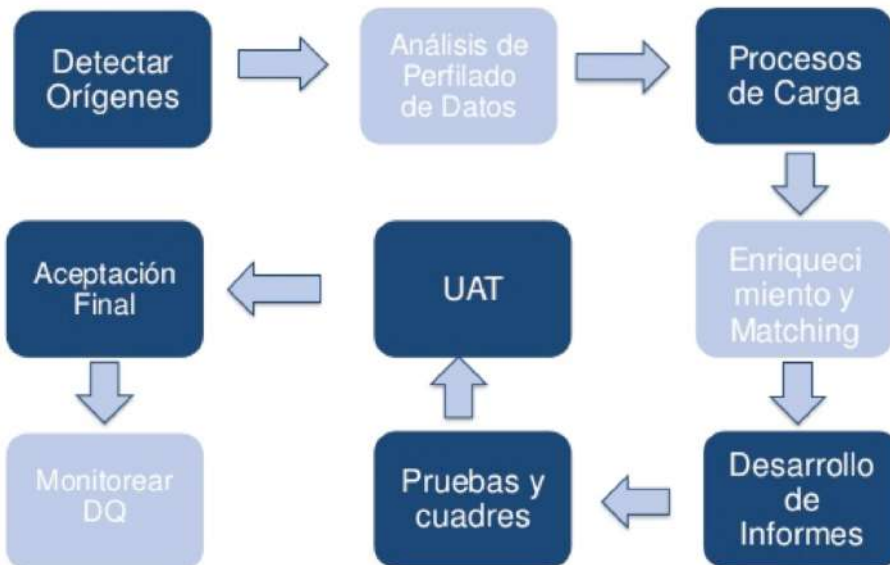 Detectar
Orígenes
Análisis de
Perfilado
de Datos
Procesos
de Carga
Enriqueci
miento y
Matching
Desarrollo
de
Informes
Pruebas y
cuadres
UAT
Aceptación
Final
Monitorear
DQ